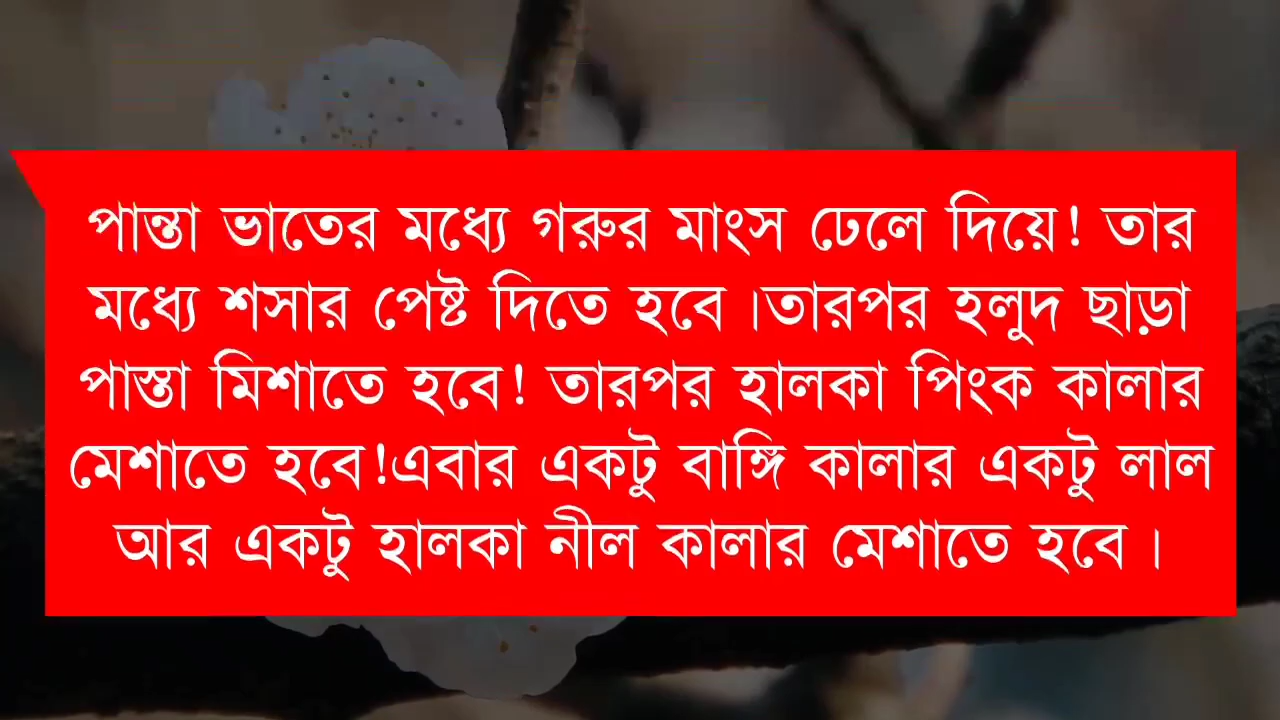 পান্তা ভাতের মধ্যে গরুর মাংস ঢেলে দিয়ে! তার
মধ্যে শসার পেষ্ট দিতে হবে।তারপর হলুদ ছাড়া
পাস্তা মিশাতে হবে! তারপর হালকা পিংক কালার
মেশাতে হবে!এবার একটু বাঙ্গি কালার একটু লাল
আর একটু হালকা নীল কালার মেশাতে হবে।